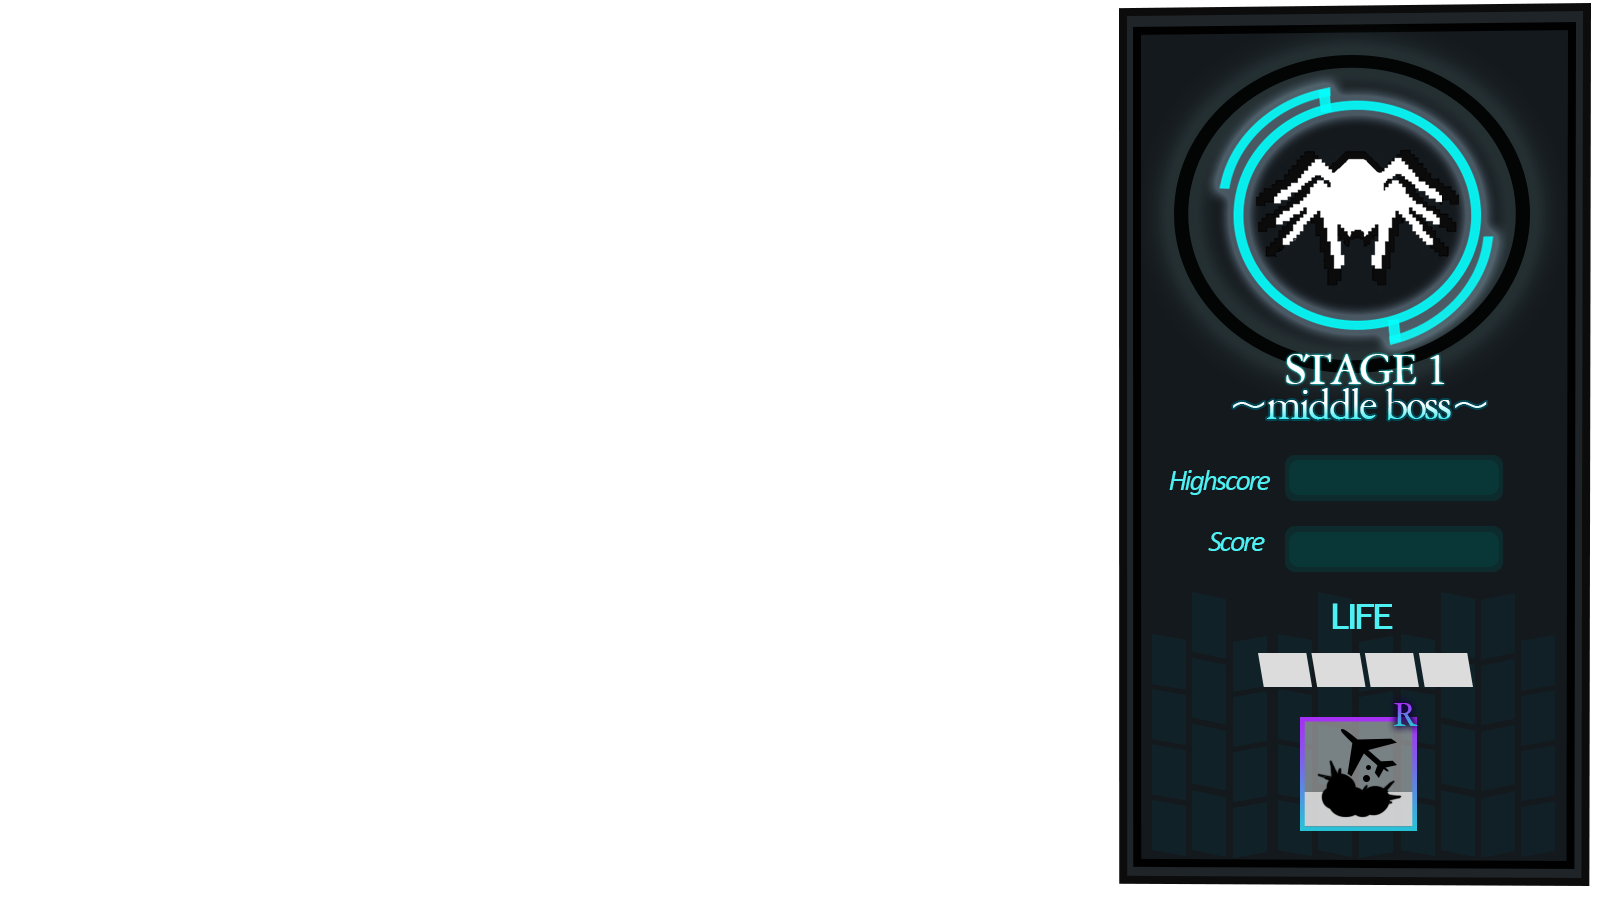 STAGE 1
～middle boss～
Highscore
Score
LIFE
R